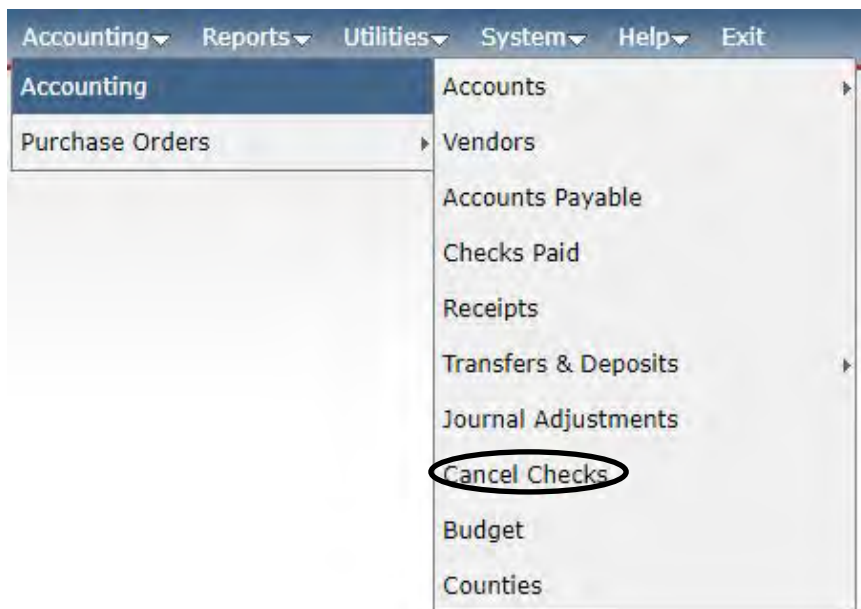 Accounting Reports Utilities System Help Exit
Accounting
Purchase Orders
Accounts
Vendors
Accounts Payable
Checks Paid
Receipts
Transfers & Deposits
Journal Adjustments
Cancel Checks
Budget
Counties